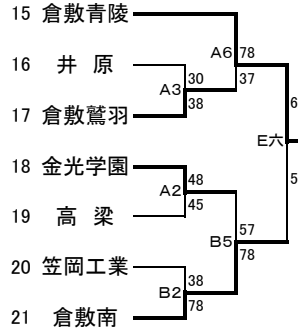 15 倉敷青陵
A6 78
16 井 原
37
A3 30
38
17 倉敷鷲羽
6
E六
18 金光学園
48
A2
5
45
19 高 梁
57
B5
78
20 笠岡工業
38
B2
78
21 倉敷南